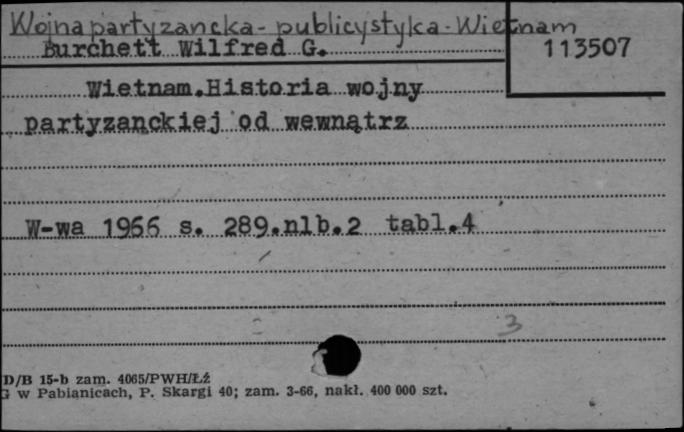 Wojna partyzancka - publicystyka - Wietnam
Burchett Wilfred G.
113507
Wietnam.Historia wojny
partyzanckiej od wewnątrz
W-wa 1966 s. 289.nlb.2 tabl.4
3
D/B 15-b zam. 4065/PWH/Łź
G w Pabianicach, P. Skargi 40; zam. 3-66, nakł. 400 000 szt.